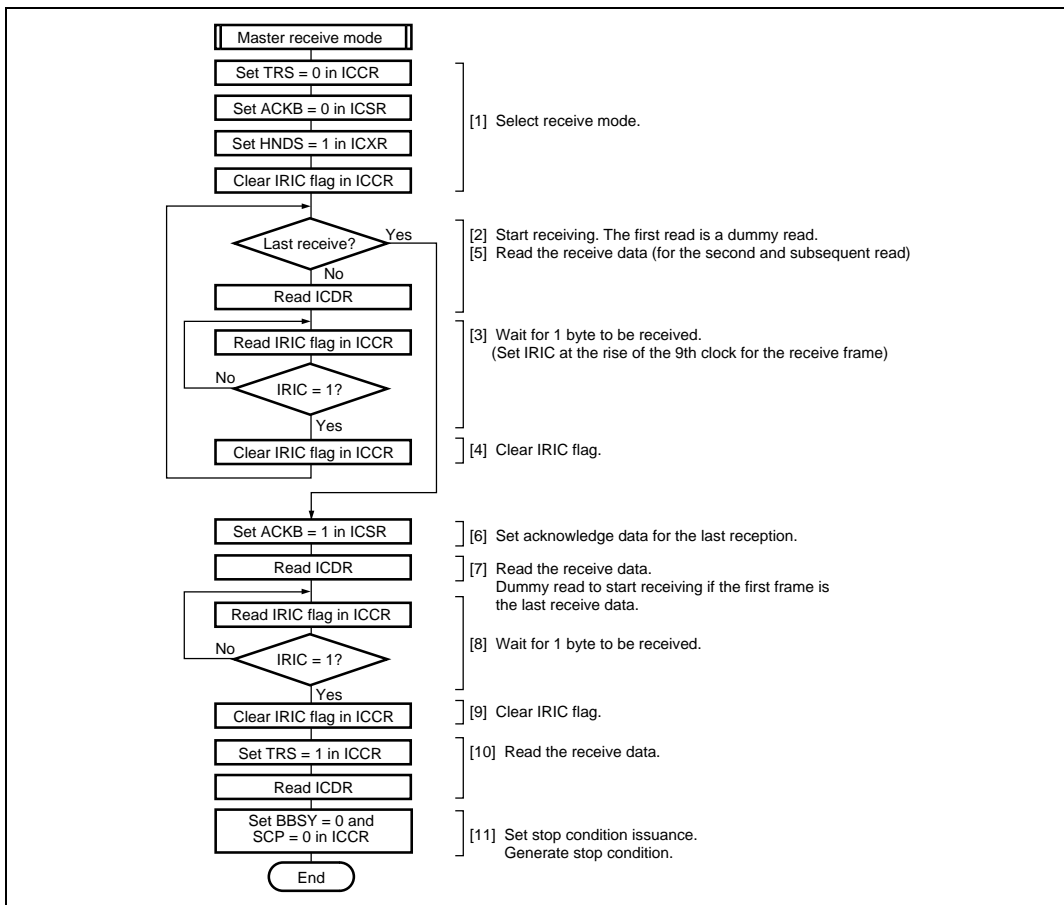 Master receive mode
Set TRS = 0 in ICCR
Set ACKB = 0 in ICSR
[1] Select receive mode.
Set HNDS = 1 in ICXR
Clear IRIC flag in ICCR
Last receive?
Yes
[2] Start receiving. The first read is a dummy read.
[5] Read the receive data (for the second and subsequent read)
No
Read ICDR
Read IRIC flag in ICCR
[3] Wait for 1 byte to be received.
(Set IRIC at the rise of the 9th clock for the receive frame)
No
IRIC = 1?
Yes
Clear IRIC flag in ICCR
[4] Clear IRIC flag.
Set ACKB = 1 in ICSR
[6] Set acknowledge data for the last reception.
Read ICDR
[7] Read the receive data.
Dummy read to start receiving if the first frame is
the last receive data.
Read IRIC flag in ICCR
[8] Wait for 1 byte to be received.
No
IRIC = 1?
Yes
Clear IRIC flag in ICCR
[9] Clear IRIC flag.
Set TRS = 1 in ICCR
[10] Read the receive data.
Read ICDR
Set BBSY = 0 and
SCP = 0 in ICCR
[11] Set stop condition issuance.
Generate stop condition.
End